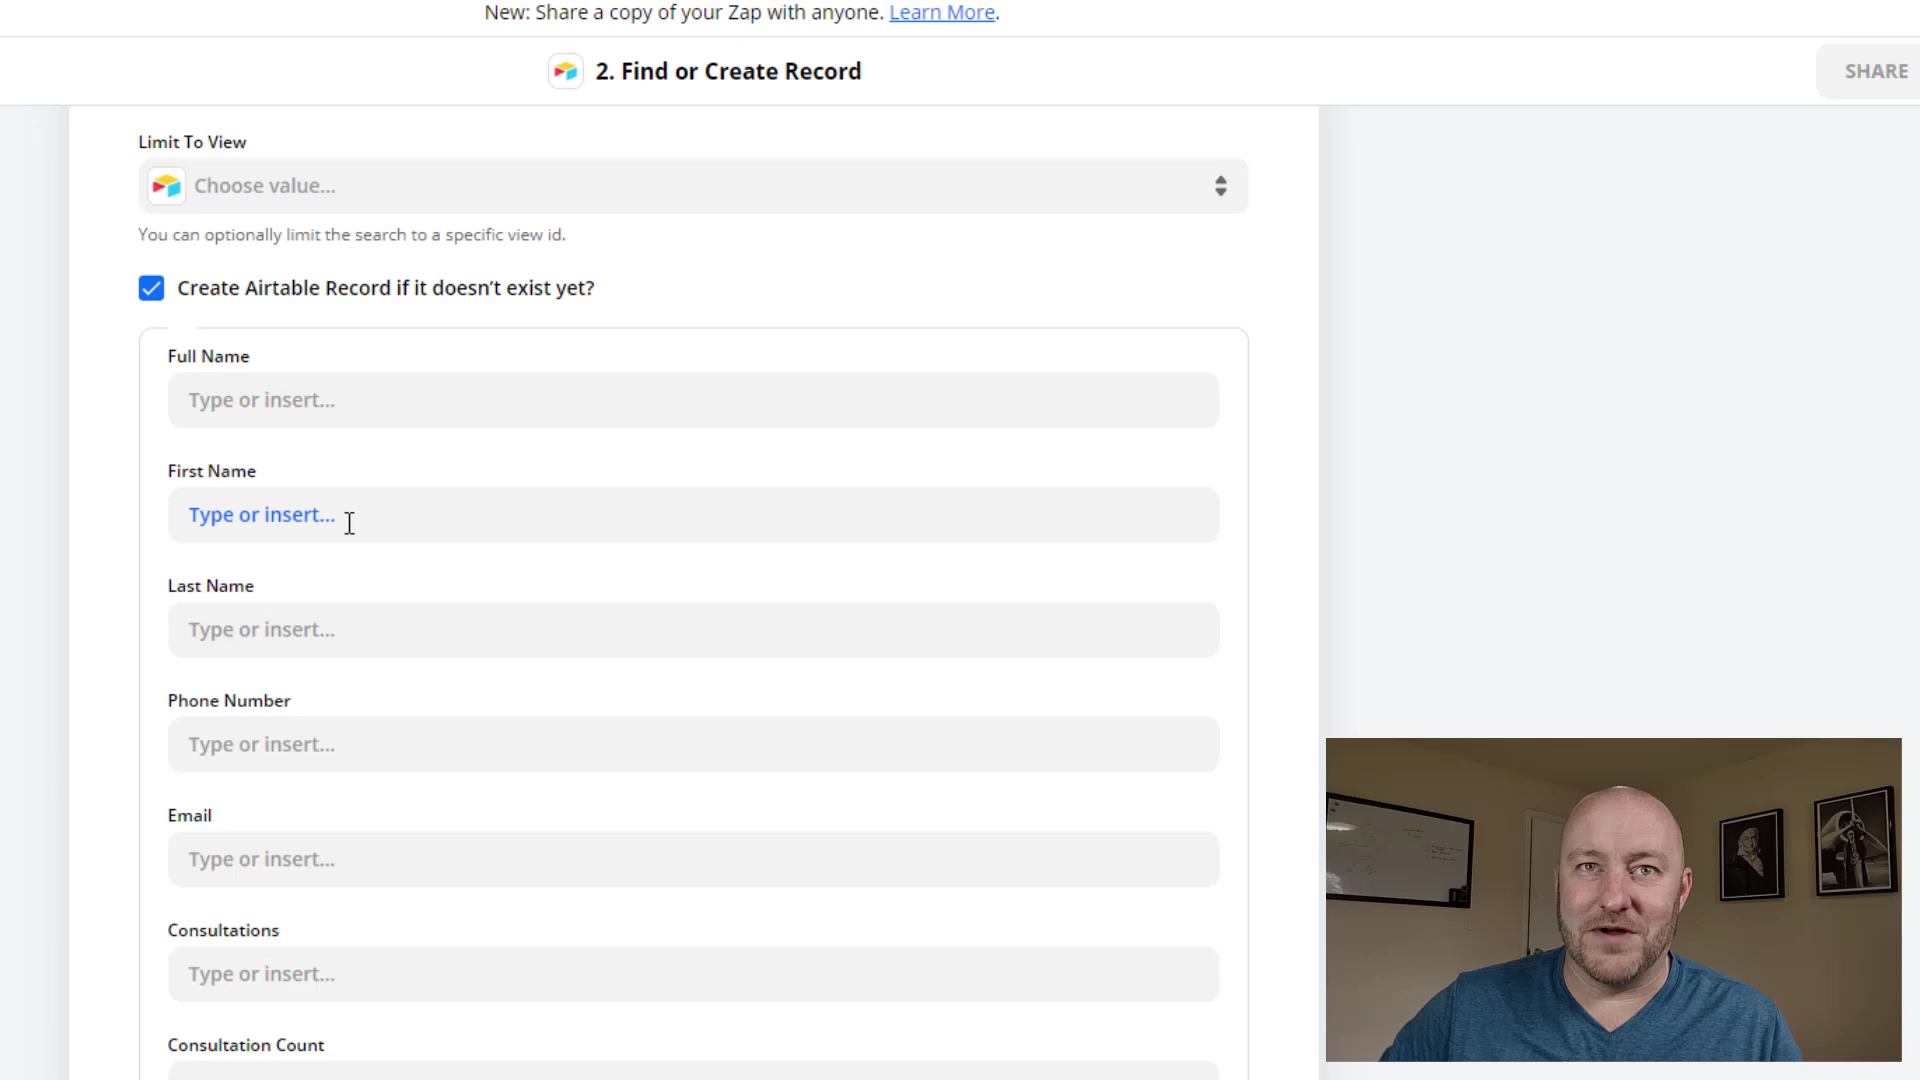 New: Share a copy of your Zap with anyone. Learn More.
2. Find or Create Record
SHARE
Limit To View
Choose value...
You can optionally limit the search to a specific view id.
Create Airtable Record if it doesn't exist yet?
Full Name
Type or insert...
First Name
Type or insert...
Last Name
Type or insert...
Phone Number
Type or insert...
Email
Type or insert...
Consultations
Type or insert...
Consultation Count